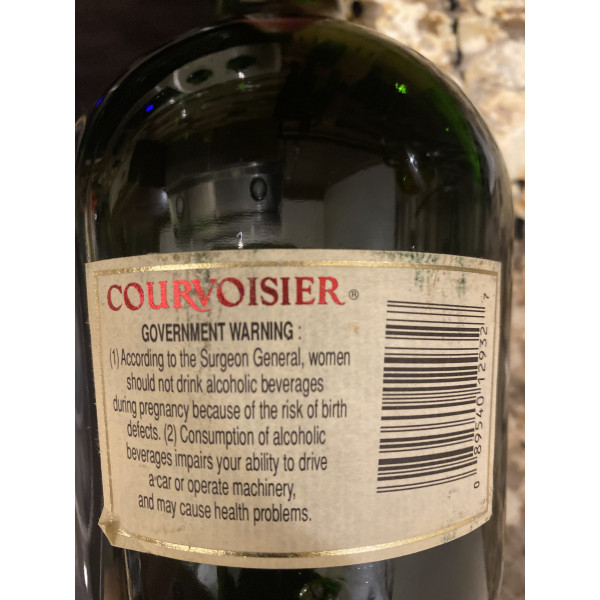 COURVOISIER®
GOVERNMENT WARNING :
(1) According to the Surgeon General, women
should not drink alcoholic beverages
during pregnancy because of the risk of birth
defects. (2) Consumption of alcoholic
beverages impairs your ability to drive
a car or operate machinery,
and may cause health problems.
0 89540 12932 7